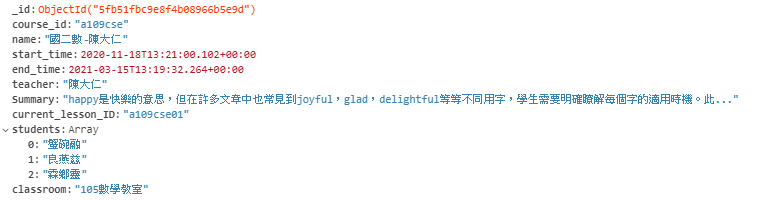 _id: ObjectId("5fb51fbc9e8f4b08966b5e9d")
course_id: "a109cse"
name: "國二數-陳大仁"
start_time: 2020-11-18T13:21:00.102+00:00
end_time: 2021-03-15T13:19:32.264+00:00
teacher: "陳大仁"
Summary: "happy是快樂的意思，但在許多文章中也常見到joyful，glad，delightful等等不同用字，學生需要明確瞭解每個字的適用時機。此..."
current_lesson_ID: "a109cse01"
students: Array
0: "蟹碗融"
1: "良燕玆"
2: "霖鄉靈"
classroom: "105數學教室"